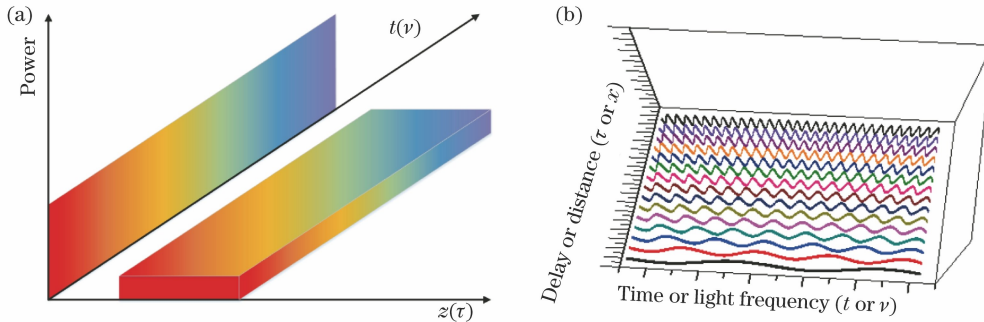 (a)
Power
t(ν)
z(τ)
(b)
Delay or distance (τ or x)
Time or light frequency (t or ν)